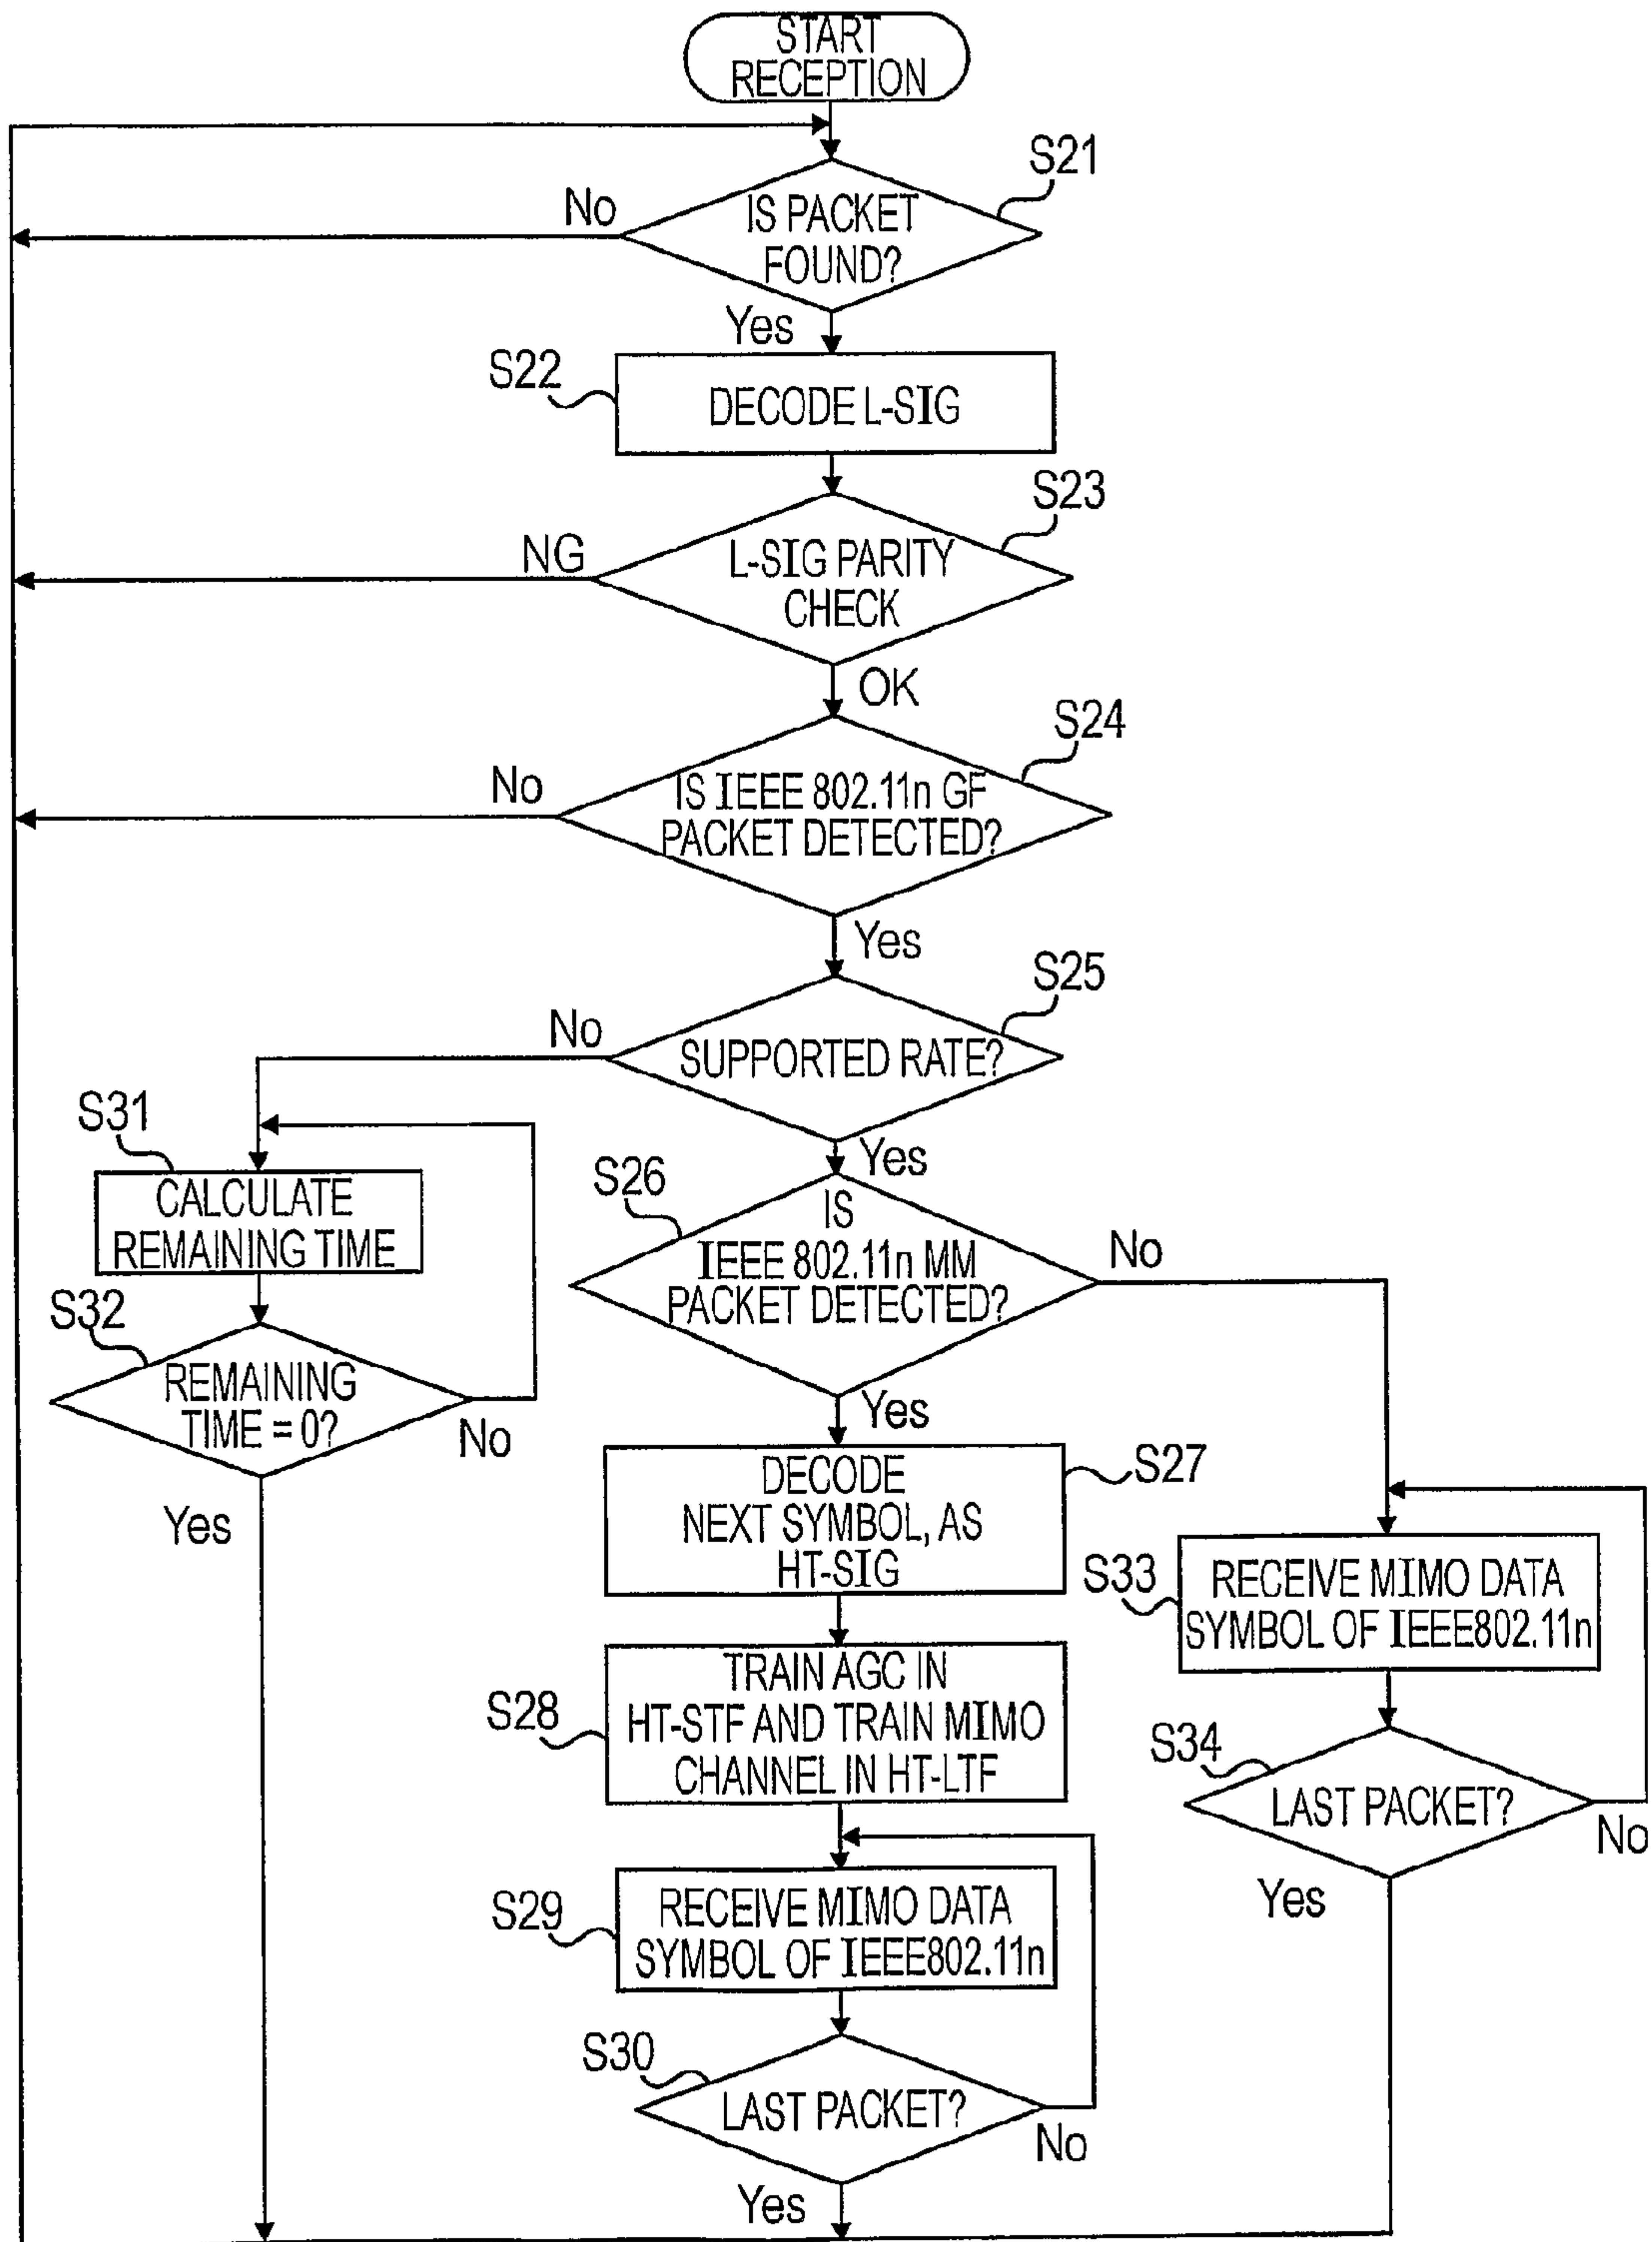 START
RECEPTION
S21
No
IS PACKET
FOUND?
Yes
S22
DECODE L-SIG
S23
NG
L-SIG PARITY
CHECK
OK
S24
No
IS IEEE 802.11n GF
PACKET DETECTED?
Yes
S25
No
SUPPORTED RATE?
Yes
S31
CALCULATE
REMAINING TIME
S32
REMAINING
TIME = 0?
No
Yes
S26
IS
IEEE 802.11n MM
PACKET DETECTED?
No
Yes
S27
DECODE
NEXT SYMBOL, AS
HT-SIG
S28
TRAIN AGC IN
HT-STF AND TRAIN MIMO
CHANNEL IN HT-LTF
S29
RECEIVE MIMO DATA
SYMBOL OF IEEE802.11n
S30
LAST PACKET?
No
Yes
S33
RECEIVE MIMO DATA
SYMBOL OF IEEE802.11n
S34
LAST PACKET?
No
Yes